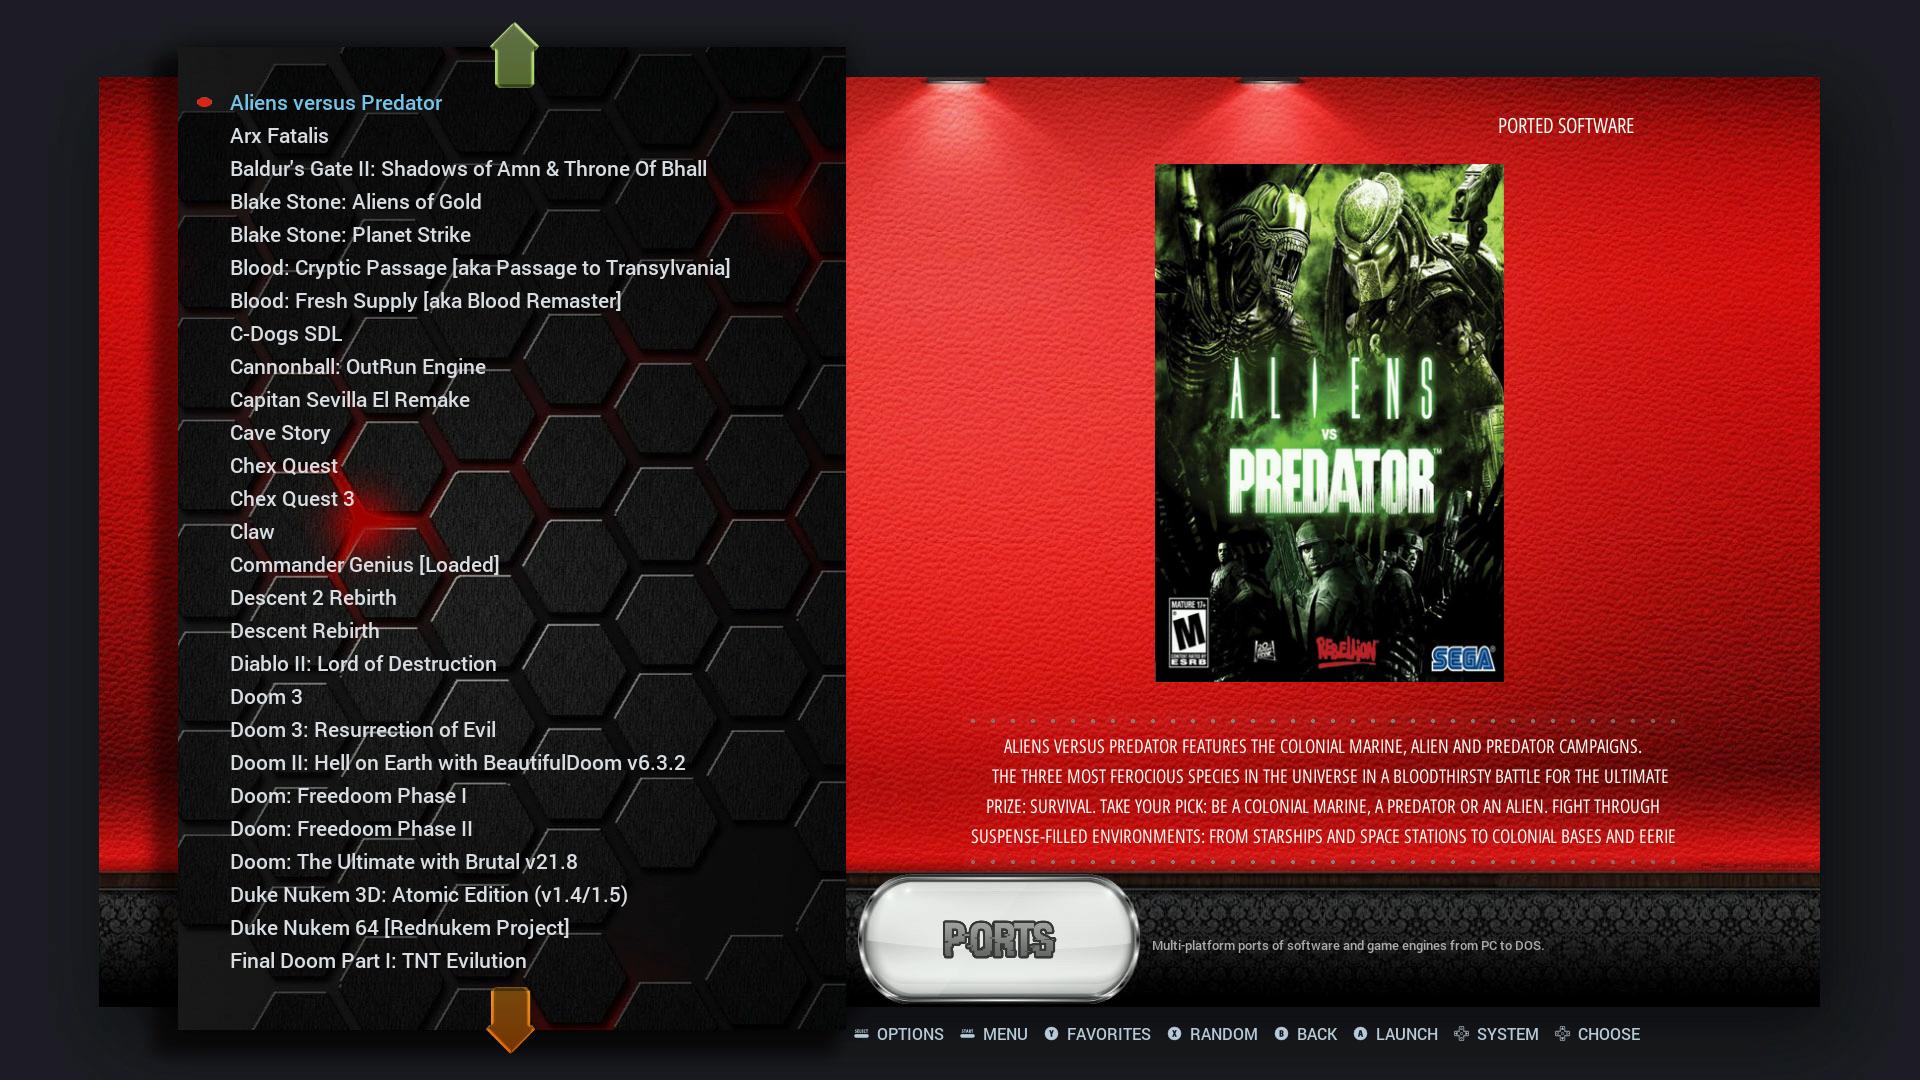 Aliens versus Predator
Arx Fatalis
Baldur's Gate II: Shadows of Amn & Throne Of Bhall
Blake Stone: Aliens of Gold
Blake Stone: Planet Strike
Blood: Cryptic Passage [aka Passage to Transylvania]
Blood: Fresh Supply [aka Blood Remaster]
C-Dogs SDL
Cannonball: OutRun Engine
Capitan Sevilla El Remake
Cave Story
Chex Quest
Chex Quest 3
Claw
Commander Genius [Loaded]
Descent 2 Rebirth
Descent Rebirth
Diablo II: Lord of Destruction
Doom 3
Doom 3: Resurrection of Evil
Doom II: Hell on Earth with BeautifulDoom v6.3.2
Doom: Freedoom Phase I
Doom: Freedoom Phase II
Doom: The Ultimate with Brutal v21.8
Duke Nukem 3D: Atomic Edition (v1.4/1.5)
Duke Nukem 64 [Rednukem Project]
Final Doom Part I: TNT Evilution
PORTED SOFTWARE
ALIENS
VS
PREDATOR™
MATURE 17+
M
ESRB
REBELLION
SEGA
ALIENS VERSUS PREDATOR FEATURES THE COLONIAL MARINE, ALIEN AND PREDATOR CAMPAIGNS.
THE THREE MOST FEROCIOUS SPECIES IN THE UNIVERSE IN A BLOODTHIRSTY BATTLE FOR THE ULTIMATE
PRIZE: SURVIVAL. TAKE YOUR PICK: BE A COLONIAL MARINE, A PREDATOR OR AN ALIEN. FIGHT THROUGH
SUSPENSE-FILLED ENVIRONMENTS: FROM STARSHIPS AND SPACE STATIONS TO COLONIAL BASES AND EERIE
PORTS
Multi-platform ports of software and game engines from PC to DOS.
SELECT OPTIONS START MENU Y FAVORITES X RANDOM B BACK A LAUNCH SYSTEM CHOOSE